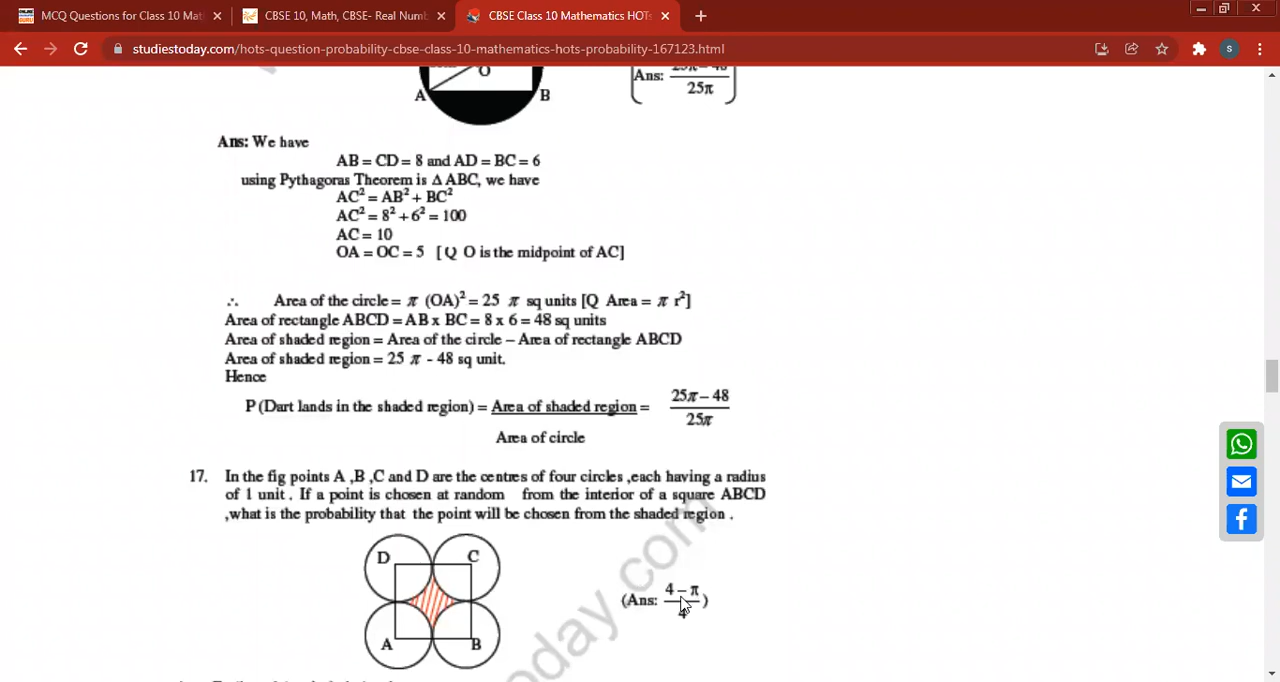 MCQ Questions for Class 10 Mat
CBSE 10, Math, CBSE- Real Numb
CBSE Class 10 Mathematics HOTs
studiestoday.com/hots-question-probability-cbse-class-10-mathematics-hots-probability-167123.html
S
O
A B
(Ans: 25π – 48 / 25π)
Ans: We have
AB = CD = 8 and AD = BC = 6
using Pythagoras Theorem is Δ ABC, we have
AC² = AB² + BC²
AC² = 8² + 6² = 100
AC = 10
OA = OC = 5 [Q O is the midpoint of AC]
∴ Area of the circle = π (OA)² = 25 π sq units [Q Area = π r²]
Area of rectangle ABCD = AB x BC = 8 x 6 = 48 sq units
Area of shaded region = Area of the circle – Area of rectangle ABCD
Area of shaded region = 25 π - 48 sq unit.
Hence
P (Dart lands in the shaded region) = Area of shaded region = 25π – 48
Area of circle 25π
17. In the fig points A ,B ,C and D are the centres of four circles ,each having a radius
of 1 unit . If a point is chosen at random from the interior of a square ABCD
,what is the probability that the point will be chosen from the shaded region .
D C
(Ans: 4 – π / 4)
A B
oday.com